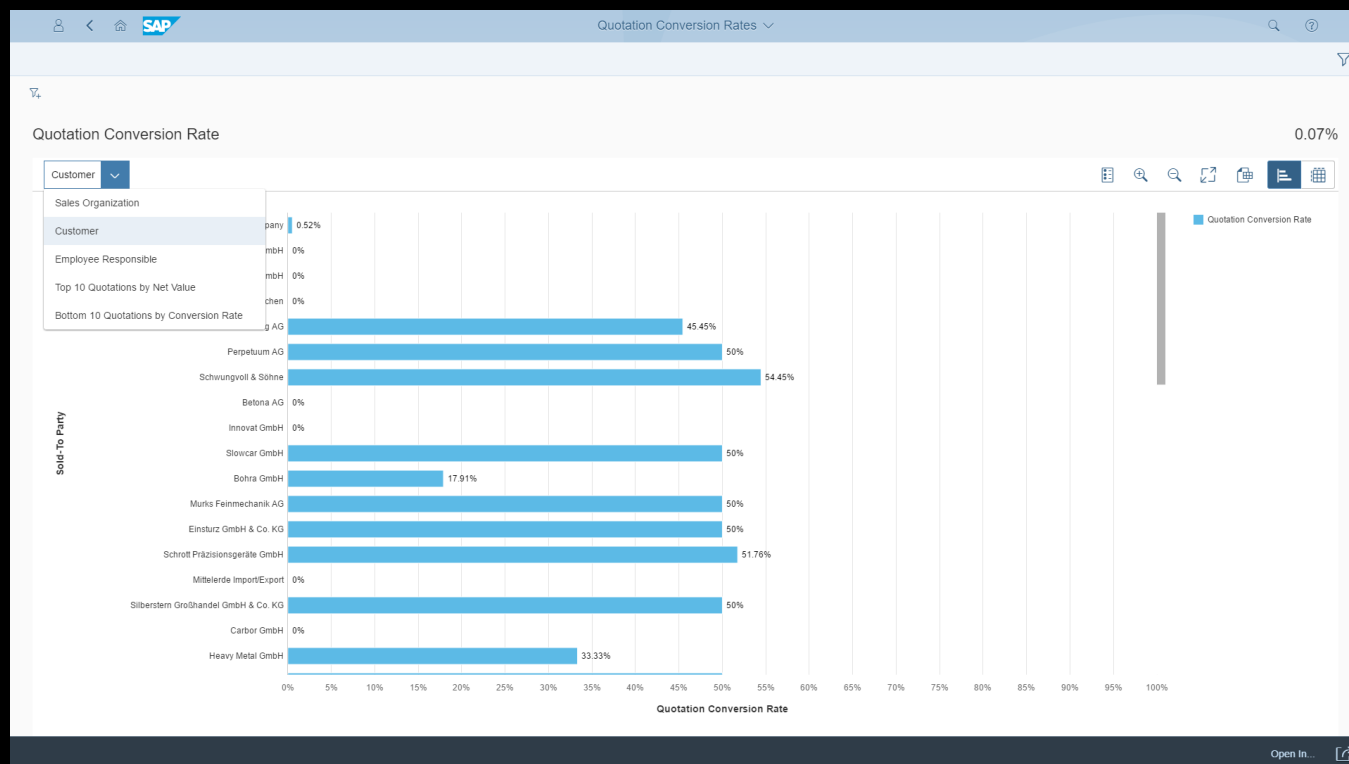 SAP
Quotation Conversion Rates
Quotation Conversion Rate
0.07%
Customer
Sales Organization
Customer
Employee Responsible
Top 10 Quotations by Net Value
Bottom 10 Quotations by Conversion Rate
Quotation Conversion Rate
0.52%
0%
0%
0%
AG 45.45%
Perpetuum AG 50%
Schwungvoll & Söhne 54.45%
Betona AG 0%
Innovat GmbH 0%
Slowcar GmbH 50%
Bohra GmbH 17.91%
Murks Feinmechanik AG 50%
Einsturz GmbH & Co. KG 50%
Schrott Präzisionsgeräte GmbH 51.76%
Mittelerde Import/Export 0%
Silberstern Großhandel GmbH & Co. KG 50%
Carbor GmbH 0%
Heavy Metal GmbH 33.33%
Sold-To Party
0% 5% 10% 15% 20% 25% 30% 35% 40% 45% 50% 55% 60% 65% 70% 75% 80% 85% 90% 95% 100%
Quotation Conversion Rate
Open In...